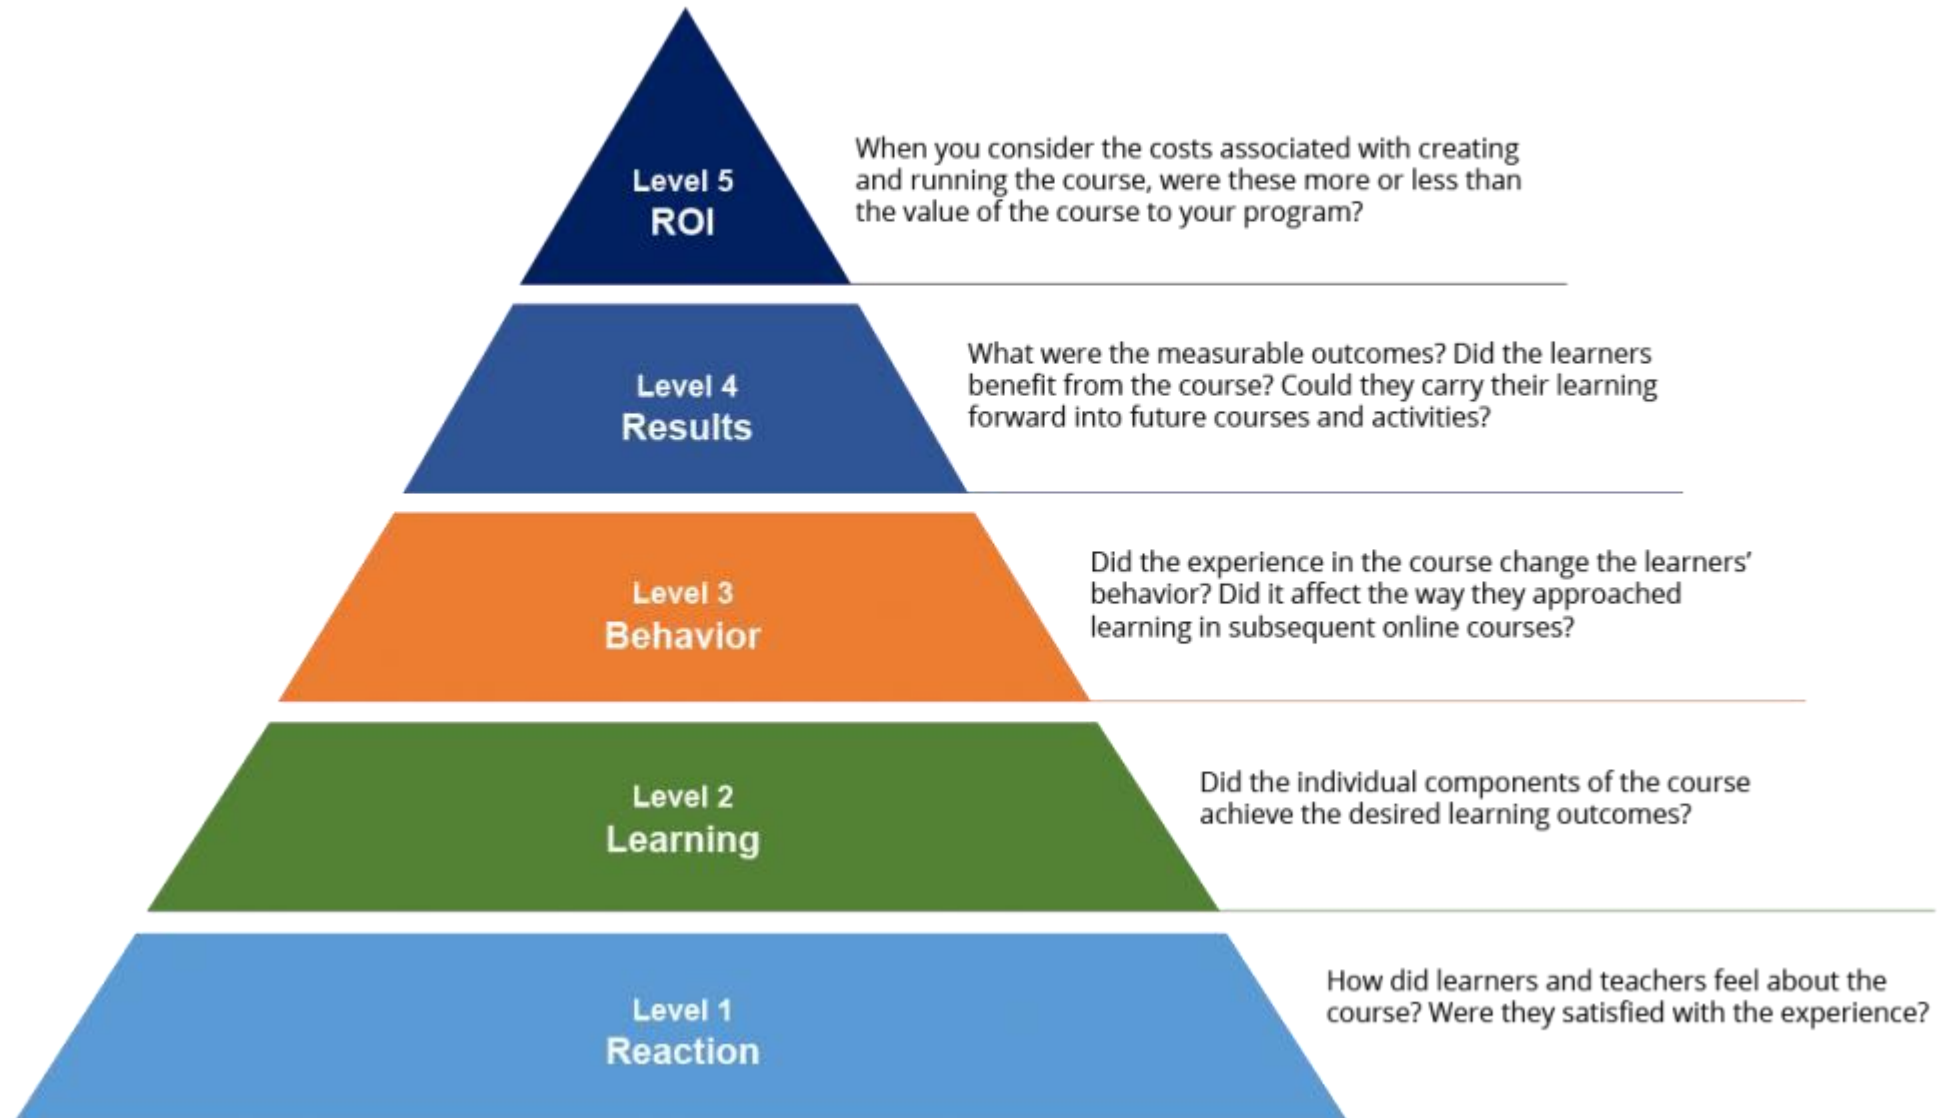 Level 5
ROI
When you consider the costs associated with creating
and running the course, were these more or less than
the value of the course to your program?
Level 4
Results
What were the measurable outcomes? Did the learners
benefit from the course? Could they carry their learning
forward into future courses and activities?
Level 3
Behavior
Did the experience in the course change the learners’
behavior? Did it affect the way they approached
learning in subsequent online courses?
Level 2
Learning
Did the individual components of the course
achieve the desired learning outcomes?
Level 1
Reaction
How did learners and teachers feel about the
course? Were they satisfied with the experience?